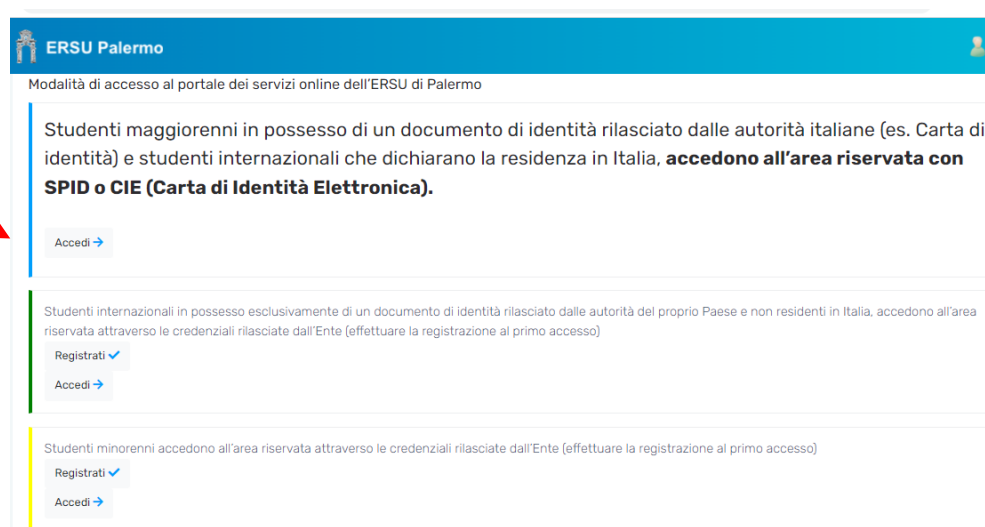 ERSU Palermo
Modalità di accesso al portale dei servizi online dell'ERSU di Palermo
Studenti maggiorenni in possesso di un documento di identità rilasciato dalle autorità italiane (es. Carta di
identità) e studenti internazionali che dichiarano la residenza in Italia, accedono all'area riservata con
SPID o CIE (Carta di Identità Elettronica).
Accedi
Studenti internazionali in possesso esclusivamente di un documento di identità rilasciato dalle autorità del proprio Paese e non residenti in Italia, accedono all'area
riservata attraverso le credenziali rilasciate dall'Ente (effettuare la registrazione al primo accesso)
Registrati
Accedi
Studenti minorenni accedono all'area riservata attraverso le credenziali rilasciate dall'Ente (effettuare la registrazione al primo accesso)
Registrati
Accedi